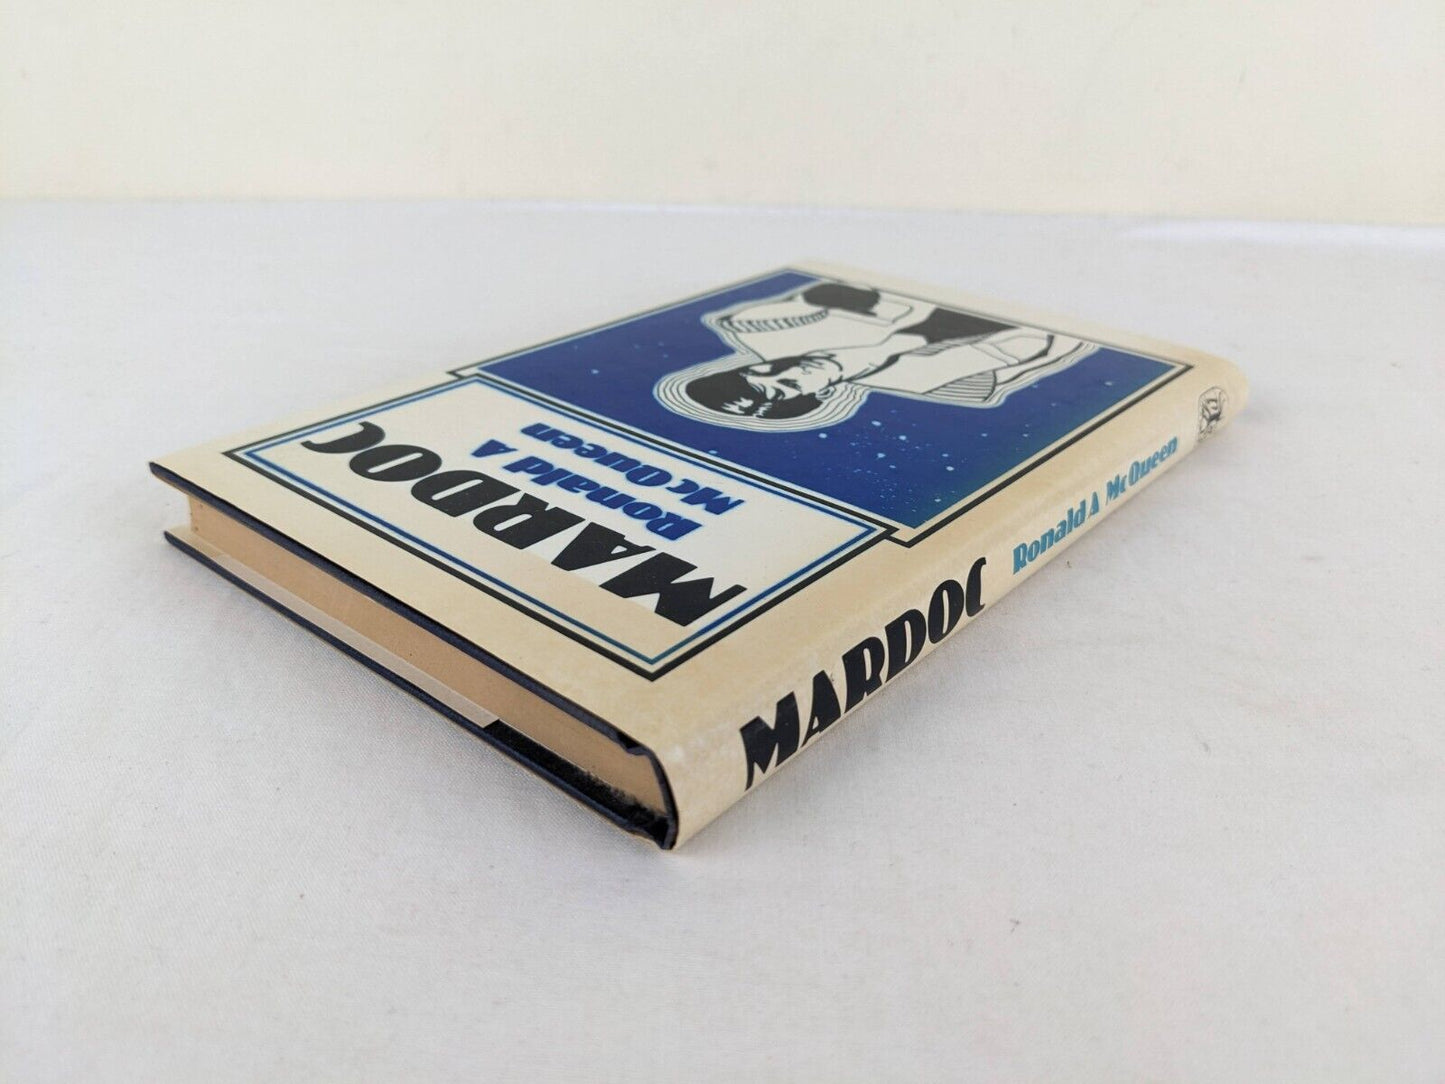 MARDOC
Ronald A
McQueen
MARDOC Ronald A McQueen